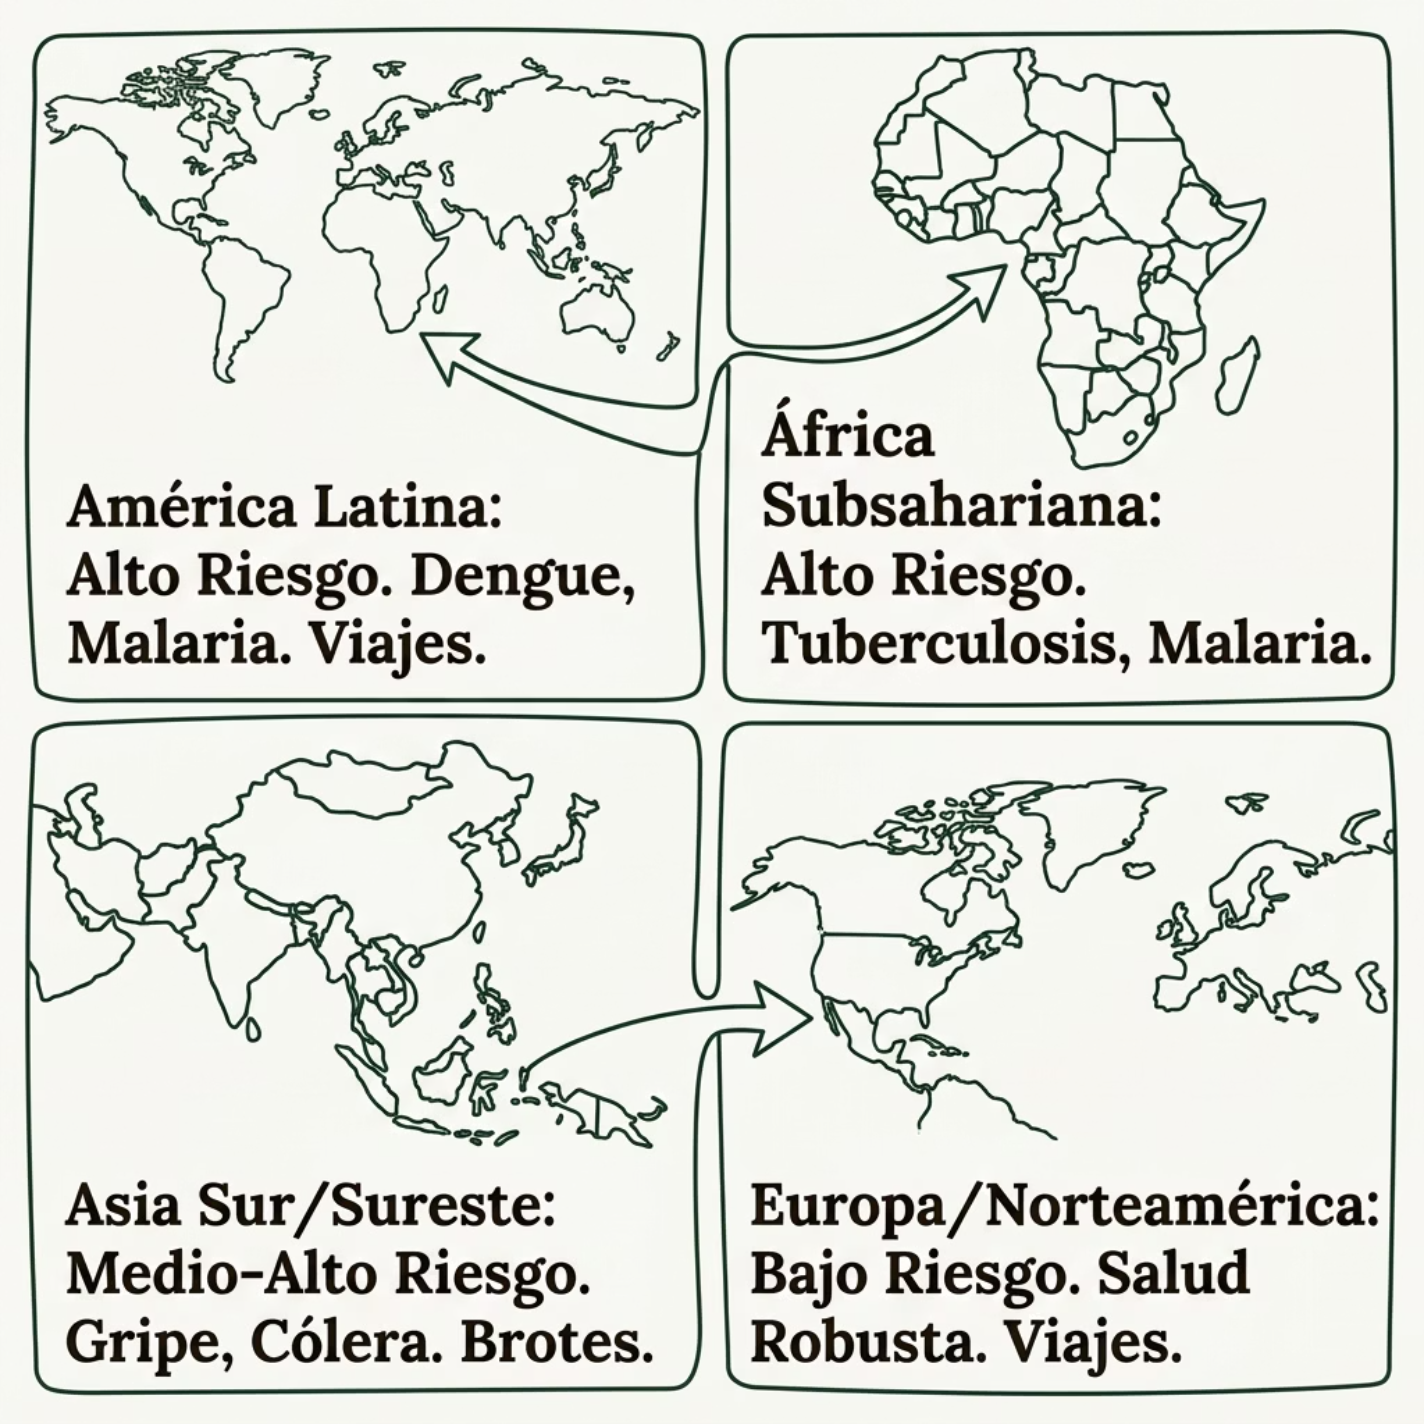 América Latina:
Alto Riesgo. Dengue,
Malaria. Viajes.
África
Subsahariana:
Alto Riesgo.
Tuberculosis, Malaria.
Asia Sur/Sureste:
Medio-Alto Riesgo.
Gripe, Cólera. Brotes.
Europa/Norteamérica:
Bajo Riesgo. Salud
Robusta. Viajes.